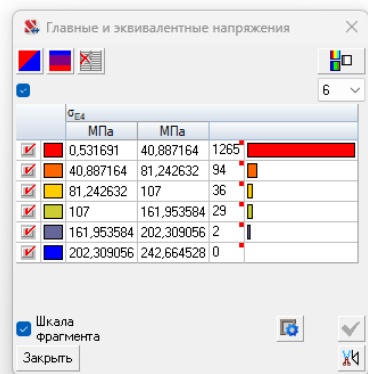 Главные и эквивалентные напряжения
6
σE4
МПа МПа
0,531691 40,887164 1265
40,887164 81,242632 94
81,242632 107 36
107 161,953584 29
161,953584 202,309056 2
202,309056 242,664528 0
Шкала
фрагмента
Закрыть